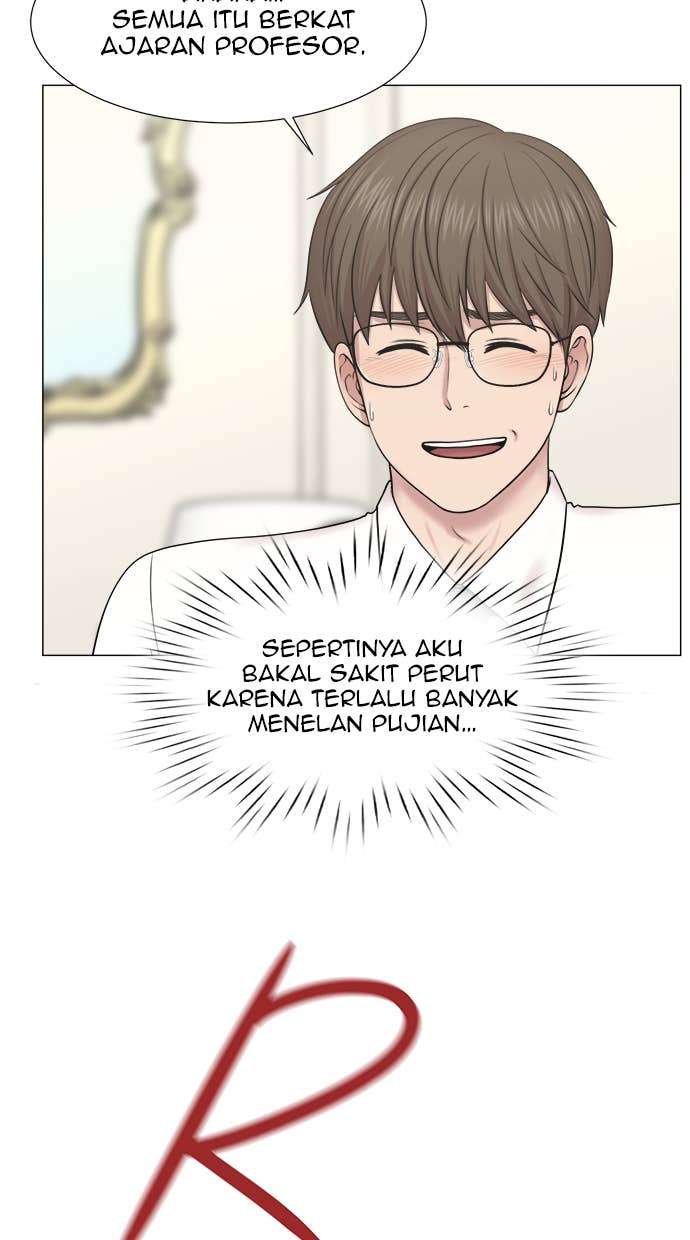 SEMUA ITU BERKAT
AJARAN PROFESOR.
SEPERTINYA AKU
BAKAL SAKIT PERUT
KARENA TERLALU BANYAK
MENELAN PUJIAN...
R